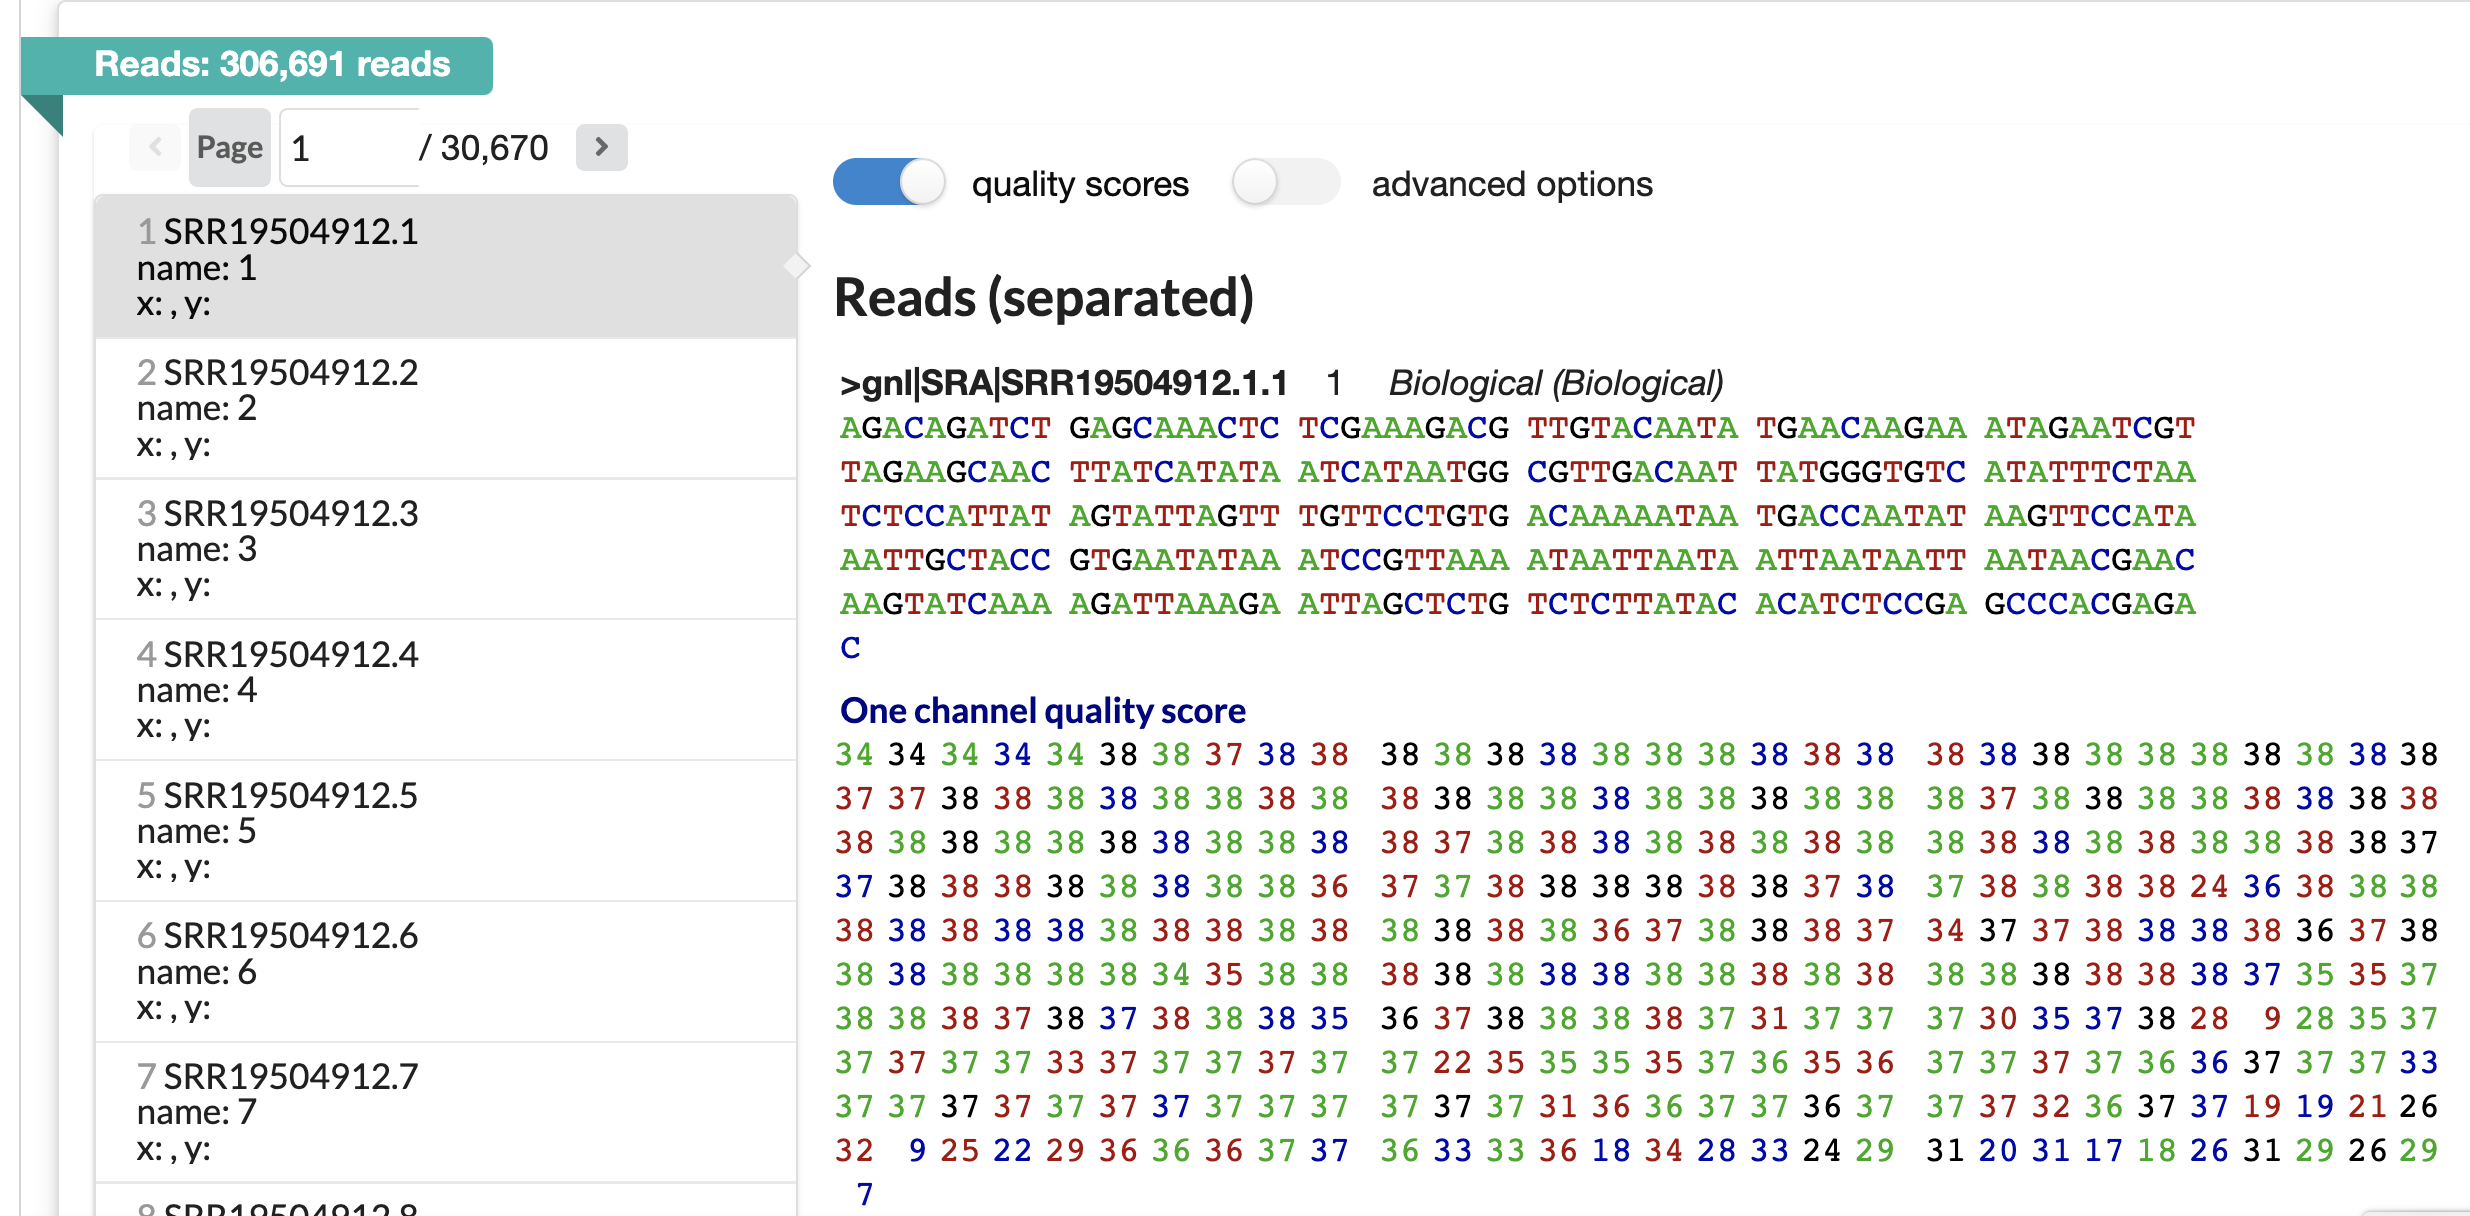 Reads: 306,691 reads
Page 1 / 30,670
1 SRR19504912.1
name: 1
x: , y:
2 SRR19504912.2
name: 2
x: , y:
3 SRR19504912.3
name: 3
x: , y:
4 SRR19504912.4
name: 4
x: , y:
5 SRR19504912.5
name: 5
x: , y:
6 SRR19504912.6
name: 6
x: , y:
7 SRR19504912.7
name: 7
x: , y:
8 SRR19504912.8
quality scores advanced options
Reads (separated)
>gnl|SRA|SRR19504912.1.1 1 Biological (Biological)
AGACAGATCT GAGCAAACTC TCGAAAGACG TTGTACAATA TGAACAAGAA ATAGAATCGT
TAGAAGCAAC TTATCATATA ATCATAATGG CGTTGACAAT TATGGGTGTC ATATTTCTAA
TCTCCATTAT AGTATTAGTT TGTTCCTGTG ACAAAAATAA TGACCAATAT AAGTTCCATA
AATTGCTACC GTGAATATAA ATCCGTTAAA ATAATTAATA ATTAATAATT AATAACGAAC
AAGTATCAAA AGATTAAAGA ATTAGCTCTG TCTCTTATAC ACATCTCCGA GCCCACGAGA
C
One channel quality score
34 34 34 34 34 38 38 37 38 38 38 38 38 38 38 38 38 38 38 38 38 38 38 38 38 38 38 38 38 38
37 37 38 38 38 38 38 38 38 38 38 38 38 38 38 38 38 38 38 38 38 37 38 38 38 38 38 38 38 38
38 38 38 38 38 38 38 38 38 38 38 37 38 38 38 38 38 38 38 38 38 38 38 38 38 38 38 38 38 37
37 38 38 38 38 38 38 38 38 36 37 37 38 38 38 38 38 38 37 38 37 38 38 38 38 24 36 38 38 38
38 38 38 38 38 38 38 38 38 38 38 38 38 38 36 37 38 38 38 37 34 37 37 38 38 38 38 36 37 38
38 38 38 38 38 38 34 35 38 38 38 38 38 38 38 38 38 38 38 38 38 38 38 38 38 38 37 35 35 37
38 38 38 37 38 37 38 38 38 35 36 37 38 38 38 38 37 31 37 37 37 30 35 37 38 28 9 28 35 37
37 37 37 37 33 37 37 37 37 37 37 22 35 35 35 35 37 36 35 36 37 37 37 37 36 36 37 37 37 33
37 37 37 37 37 37 37 37 37 37 37 37 37 31 36 36 37 37 36 37 37 37 32 36 37 37 19 19 21 26
32 9 25 22 29 36 36 36 37 37 36 33 33 36 18 34 28 33 24 29 31 20 31 17 18 26 31 29 26 29
7